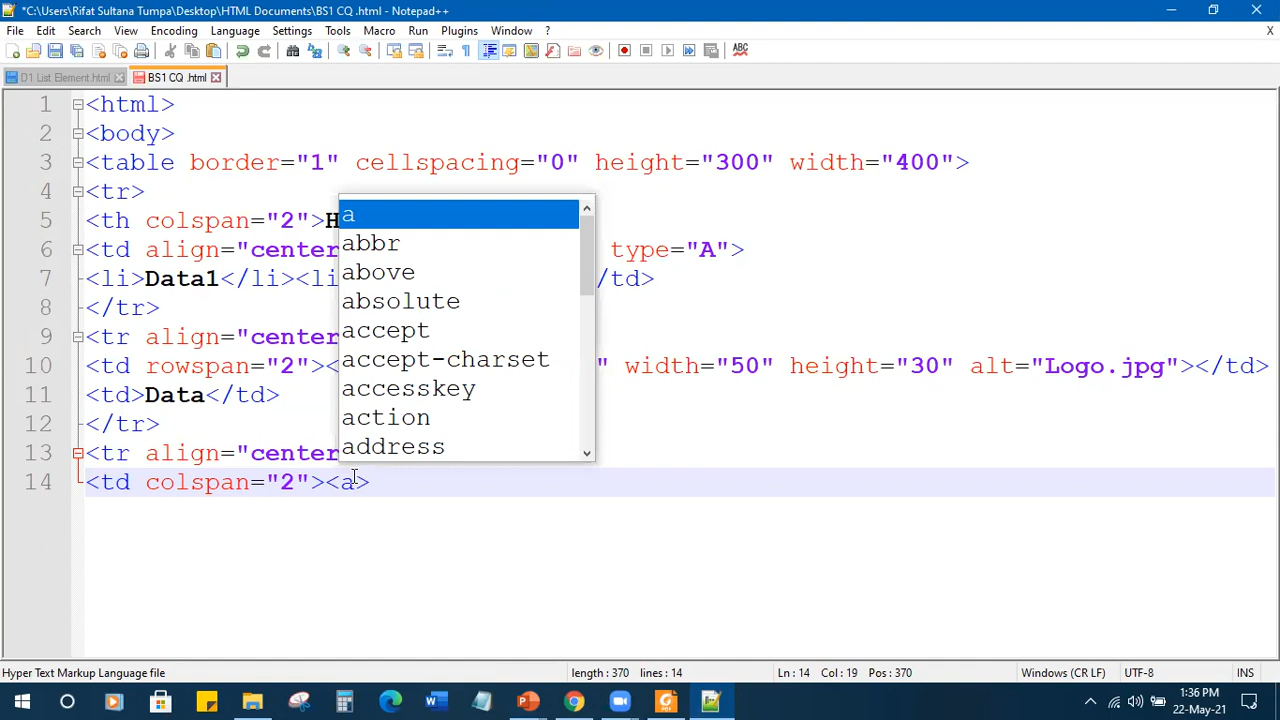 *C:\Users\Rifat Sultana Tumpa\Desktop\HTML Documents\BS1 CQ .html - Notepad++
File Edit Search View Encoding Language Settings Tools Macro Run Plugins Window ? X
D1 List Element.html BS1 CQ .html
1 <html>
2 <body>
3 <table border="1" cellspacing="0" height="300" width="400">
4 <tr>
5 <th colspan="2">H
6 <td align="center type="A">
7 <li>Data1</li><li /td>
8 </tr>
9 <tr align="center
10 <td rowspan="2">< " width="50" height="30" alt="Logo.jpg"></td>
11 <td>Data</td>
12 </tr>
13 <tr align="center
14 <td colspan="2"><a>
a
abbr
above
absolute
accept
accept-charset
accesskey
action
address
Hyper Text Markup Language file length : 370 lines : 14 Ln : 14 Col : 19 Pos : 370 Windows (CR LF) UTF-8 INS
1:36 PM
22-May-21